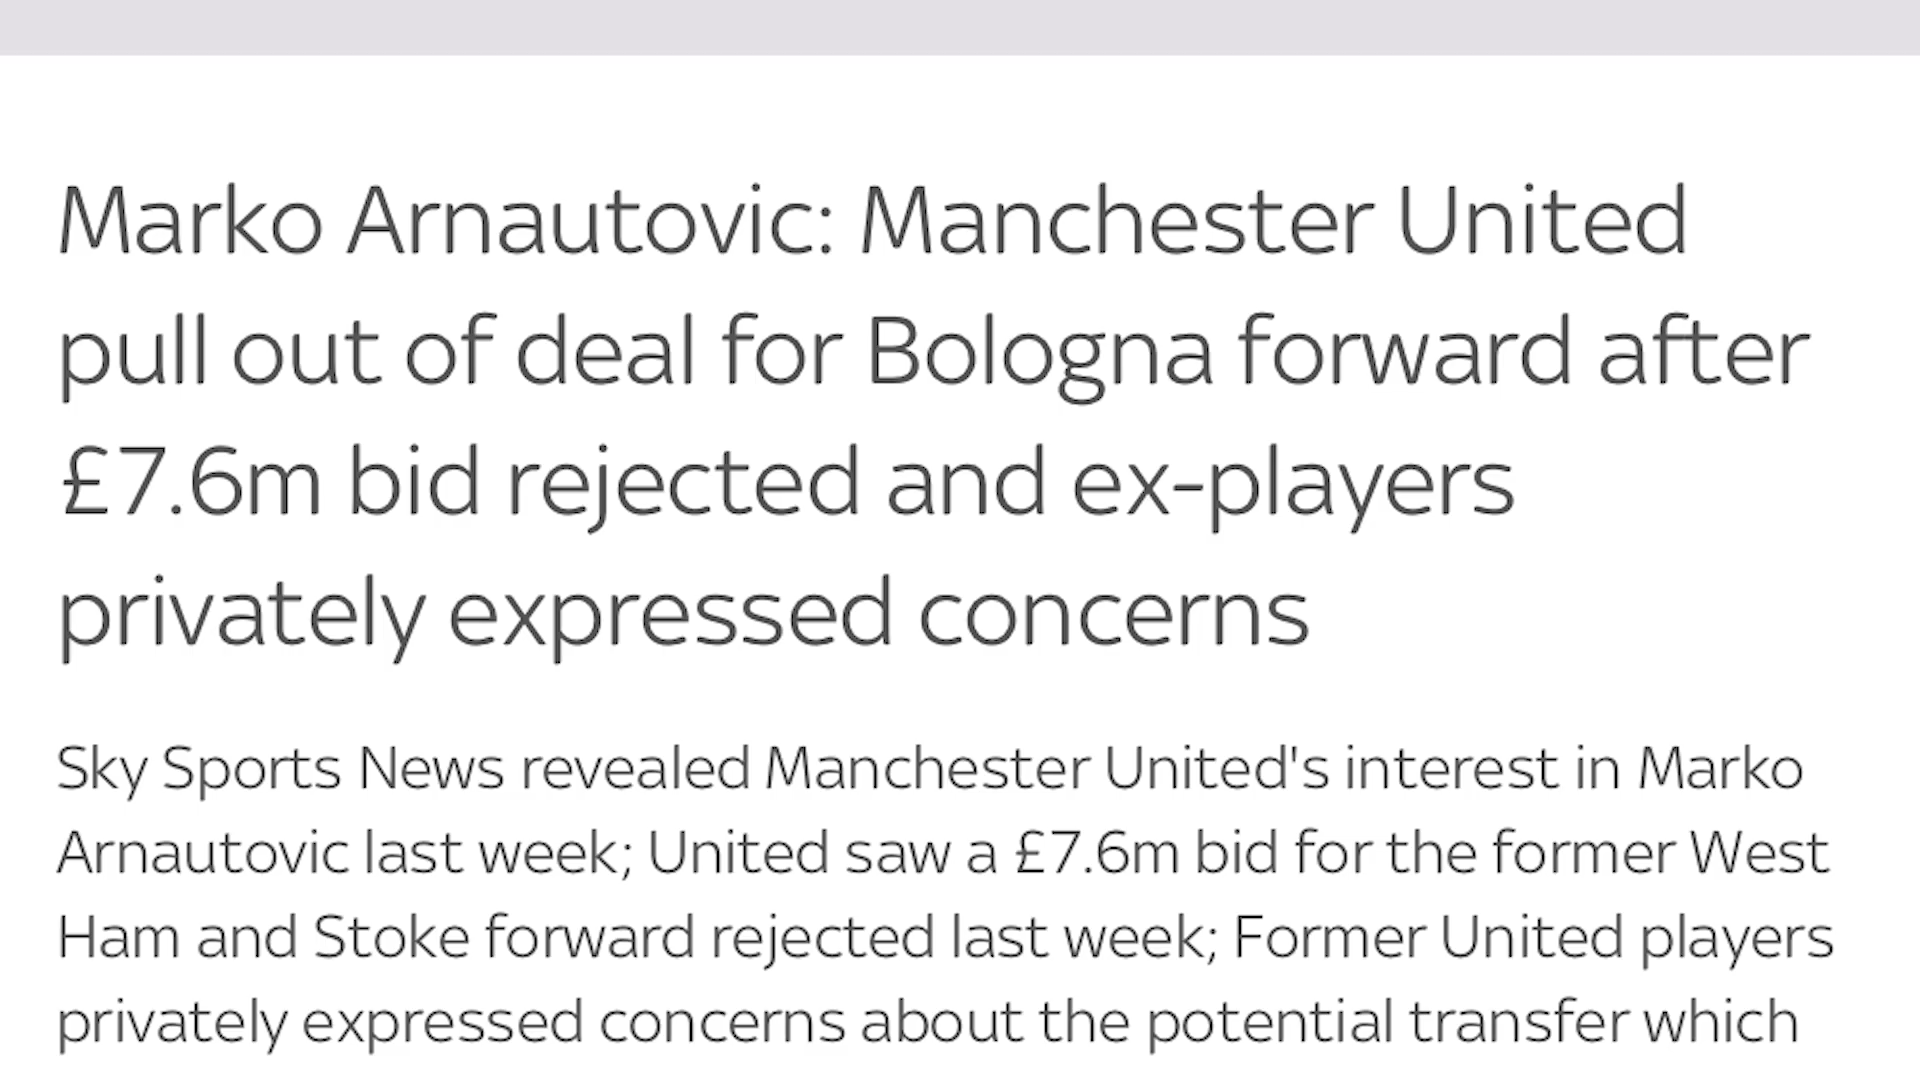 Marko Arnautovic: Manchester United
pull out of deal for Bologna forward after
£7.6m bid rejected and ex-players
privately expressed concerns
Sky Sports News revealed Manchester United's interest in Marko
Arnautovic last week; United saw a £7.6m bid for the former West
Ham and Stoke forward rejected last week; Former United players
privately expressed concerns about the potential transfer which